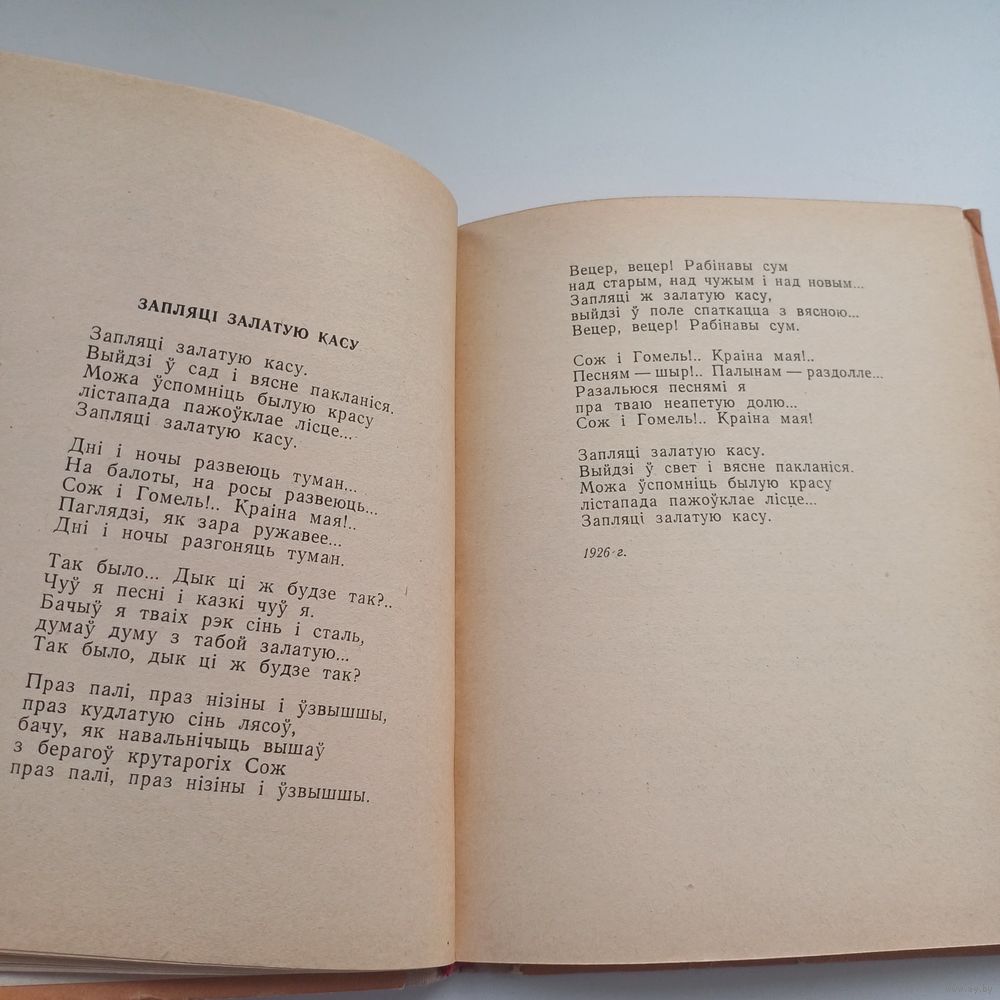 ЗАПЛЯЦІ ЗАЛАТУЮ КАСУ
Запляці залатую касу.
Выйдзі ў сад і вясне пакланіся.
Можа ўспомніць былую красу
лістапада пажоўклае лісце...
Запляці залатую касу.
Дні і ночы развеюць туман...
На балоты, на росы развеюць...
Сож і Гомель!.. Краіна мая!..
Паглядзі, як зара ружавее...
Дні і ночы разгоняць туман.
Так было... Дык ці ж будзе так?..
Чуў я песні і казкі чуў я.
Бачыў я тваіх рэк сінь і сталь,
думаў думу з табой залатую...
Так было, дык ці ж будзе так?
Праз палі, праз нізіны і ўзвышшы,
праз кудлатую сінь лясоў,
бачу, як навальнічыць вышаў
з берагоў крутарогіх Сож
праз палі, праз нізіны і ўзвышшы.
Вецер, вецер! Рабінавы сум
над старым, над чужым і над новым...
Запляці ж залатую касу,
выйдзі ў поле спаткацца з вясною...
Вецер, вецер! Рабінавы сум.
Сож і Гомель!.. Краіна мая!..
Песням — шыр!.. Палынам — раздолле...
Разальюся песнямі я
пра тваю неапетую долю...
Сож і Гомель!.. Краіна мая!
Запляці залатую касу.
Выйдзі ў свет і вясне пакланіся.
Можа ўспомніць былую красу
лістапада пажоўклае лісце...
Запляці залатую касу.
1926 г.
www.ay.by